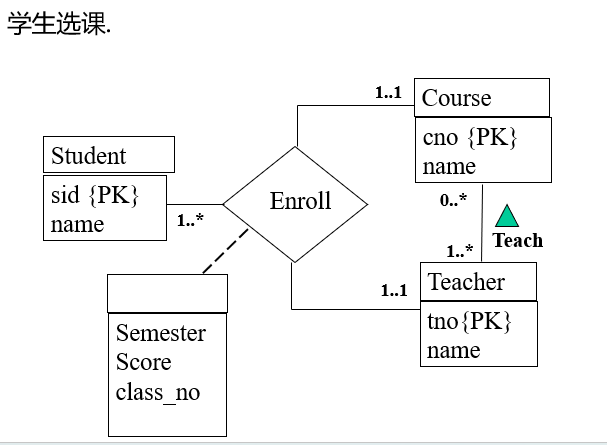 学生选课.
1..1
Course
cno {PK}
name
Student
sid {PK}
name
1..*
Enroll
0..*
Teach
1..*
1..1
Teacher
tno{PK}
name
Semester
Score
class_no